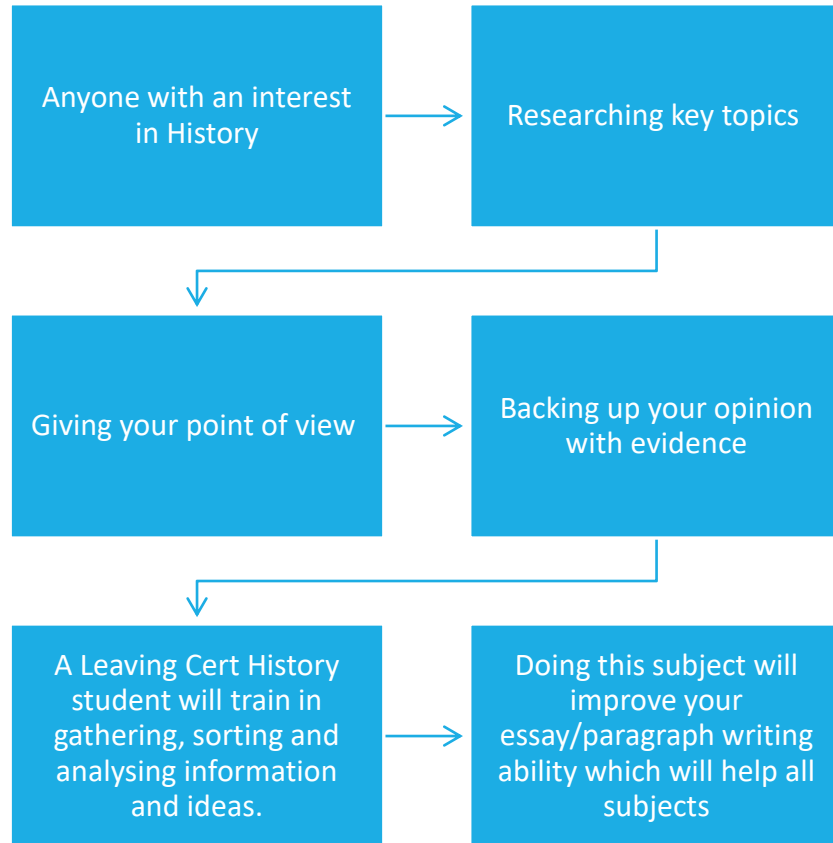 Anyone with an interest
in History
Researching key topics
Giving your point of view
Backing up your opinion
with evidence
A Leaving Cert History
student will train in
gathering, sorting and
analysing information
and ideas.
Doing this subject will
improve your
essay/paragraph writing
ability which will help all
subjects